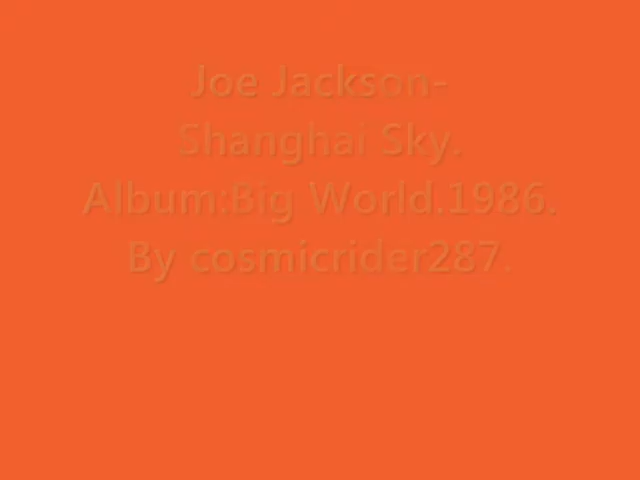 Joe Jackson-
Shanghai Sky.
Album:Big World.1986.
By cosmicrider287.